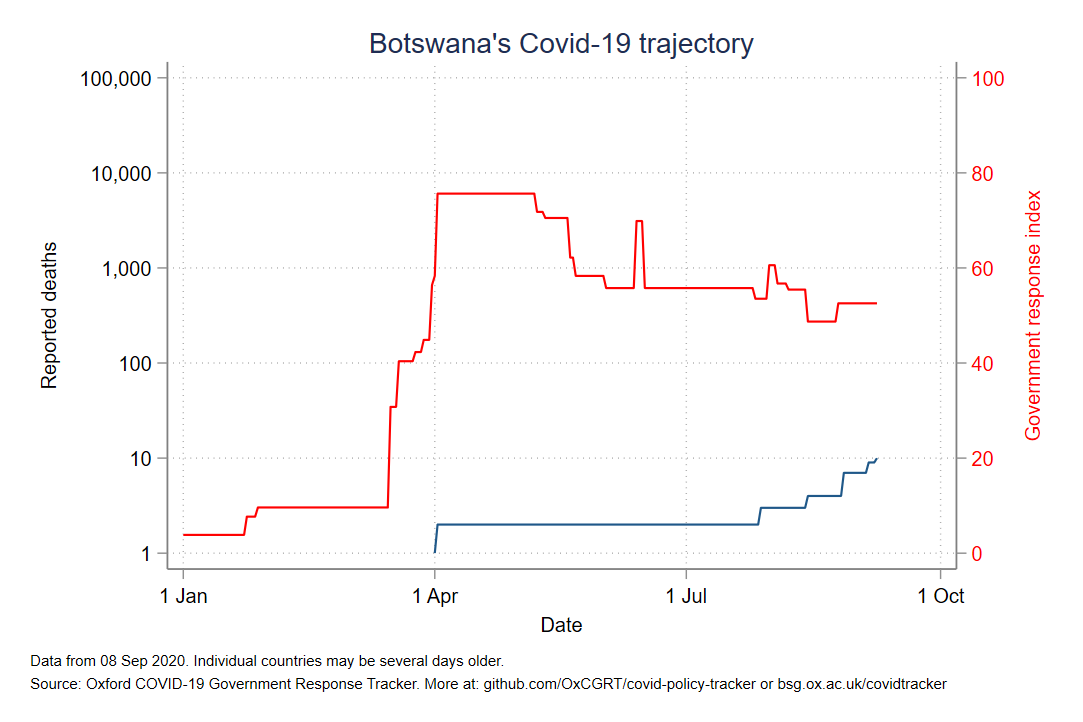 Botswana's Covid-19 trajectory
100,000
10,000
1,000
100
10
1
Reported deaths
100
80
60
40
20
0
Government response index
1 Jan
1 Apr
1 Jul
1 Oct
Date
Data from 08 Sep 2020. Individual countries may be several days older.
Source: Oxford COVID-19 Government Response Tracker. More at: github.com/OxCGRT/covid-policy-tracker or bsg.ox.ac.uk/covidtracker